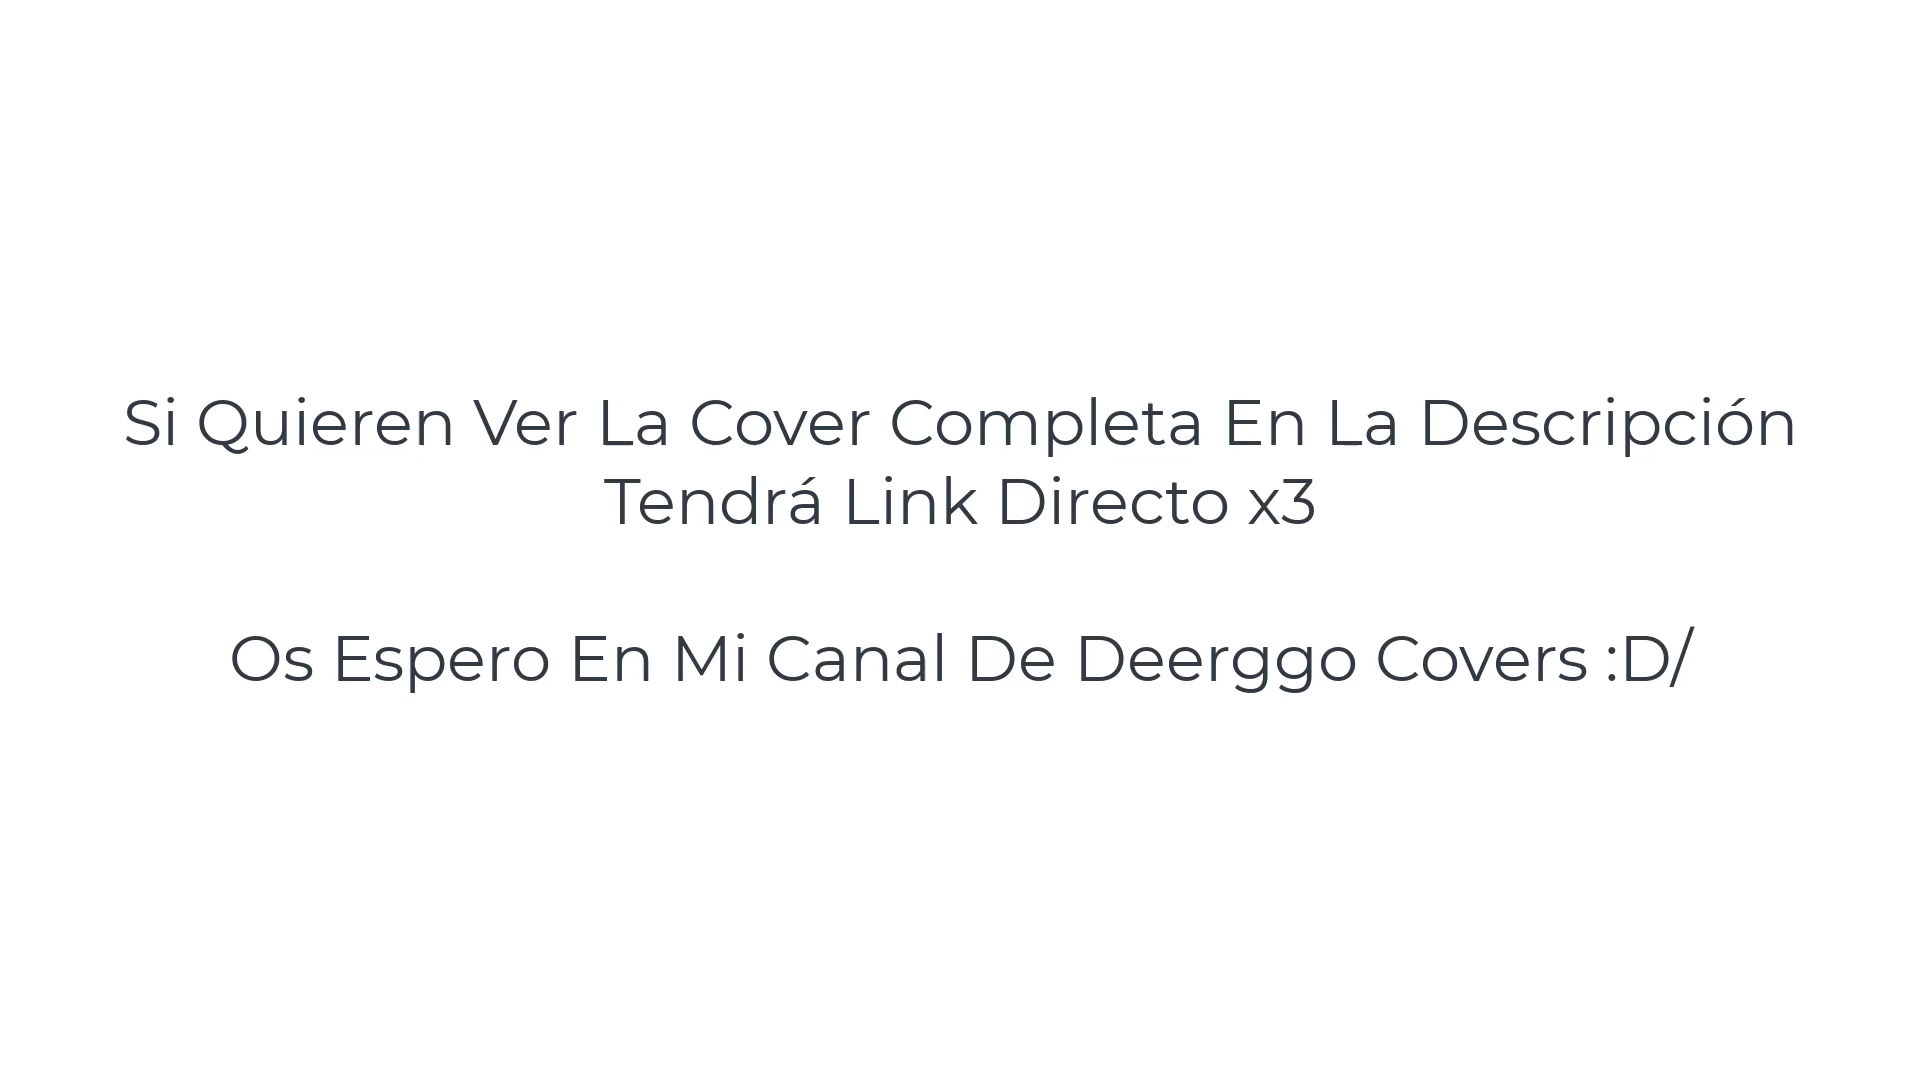 Si Quieren Ver La Cover Completa En La Descripción
Tendrá Link Directo x3
Os Espero En Mi Canal De Deerggo Covers :D/